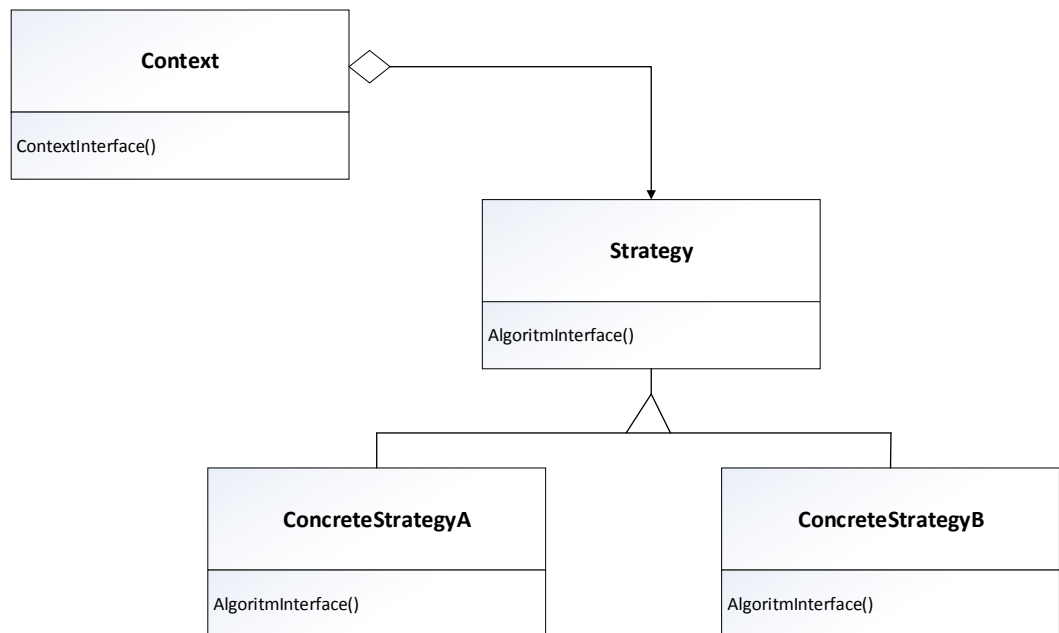 Context
ContextInterface()
Strategy
AlgoritmInterface()
ConcreteStrategyA
AlgoritmInterface()
ConcreteStrategyB
AlgoritmInterface()